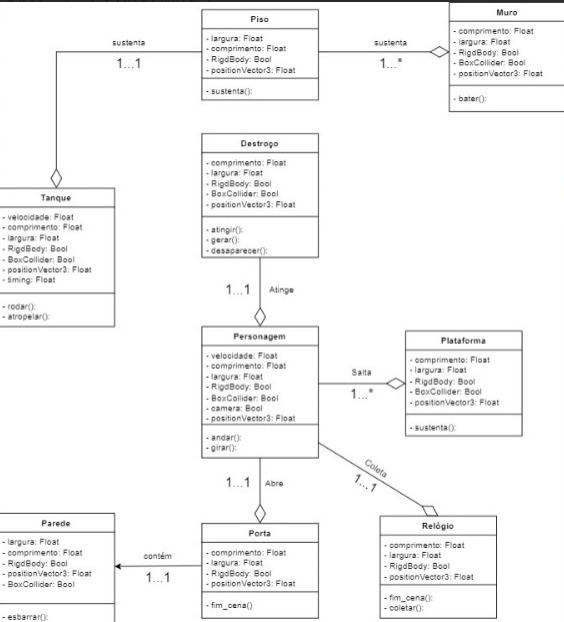 Piso
- largura: Float
- comprimento: Float
- RigdBody: Bool
- positionVector3: Float
- sustenta():
sustenta
1...1
sustenta
1...*
Muro
- comprimento: Float
- largura: Float
- RigdBody: Bool
- BoxCollider: Bool
- positionVector3: Float
- bater():
Destroço
- comprimento: Float
- largura: Float
- RigdBody: Bool
- BoxCollider: Bool
- positionVector3: Float
- atingir():
- gerar():
- desaparecer():
Tanque
- velocidade: Float
- comprimento: Float
- largura: Float
- RigdBody: Bool
- BoxCollider: Bool
- positionVector3: Float
- timing: Float
- rodar():
- atropelar():
1...1
Atinge
Personagem
- velocidade: Float
- comprimento: Float
- largura: Float
- RigdBody: Bool
- BoxCollider: Bool
- camera: Bool
- positionVector3: Float
- andar():
- girar():
Salta
1...*
Plataforma
- comprimento: Float
- largura: Float
- RigdBody: Bool
- BoxCollider: Bool
- positionVector3: Float
- sustenta():
1...1
Abre
Coleta
1...1
Parede
- largura: Float
- comprimento: Float
- RigdBody: Bool
- positionVector3: Float
- BoxCollider: Bool
- esbarrar():
contém
1...1
Porta
- comprimento: Float
- largura: Float
- RigdBody: Bool
- positionVector3: Float
- fim_cena()
Relógio
- comprimento: Float
- largura: Float
- RigdBody: Bool
- positionVector3: Float
- fim_cena():
- coletar():